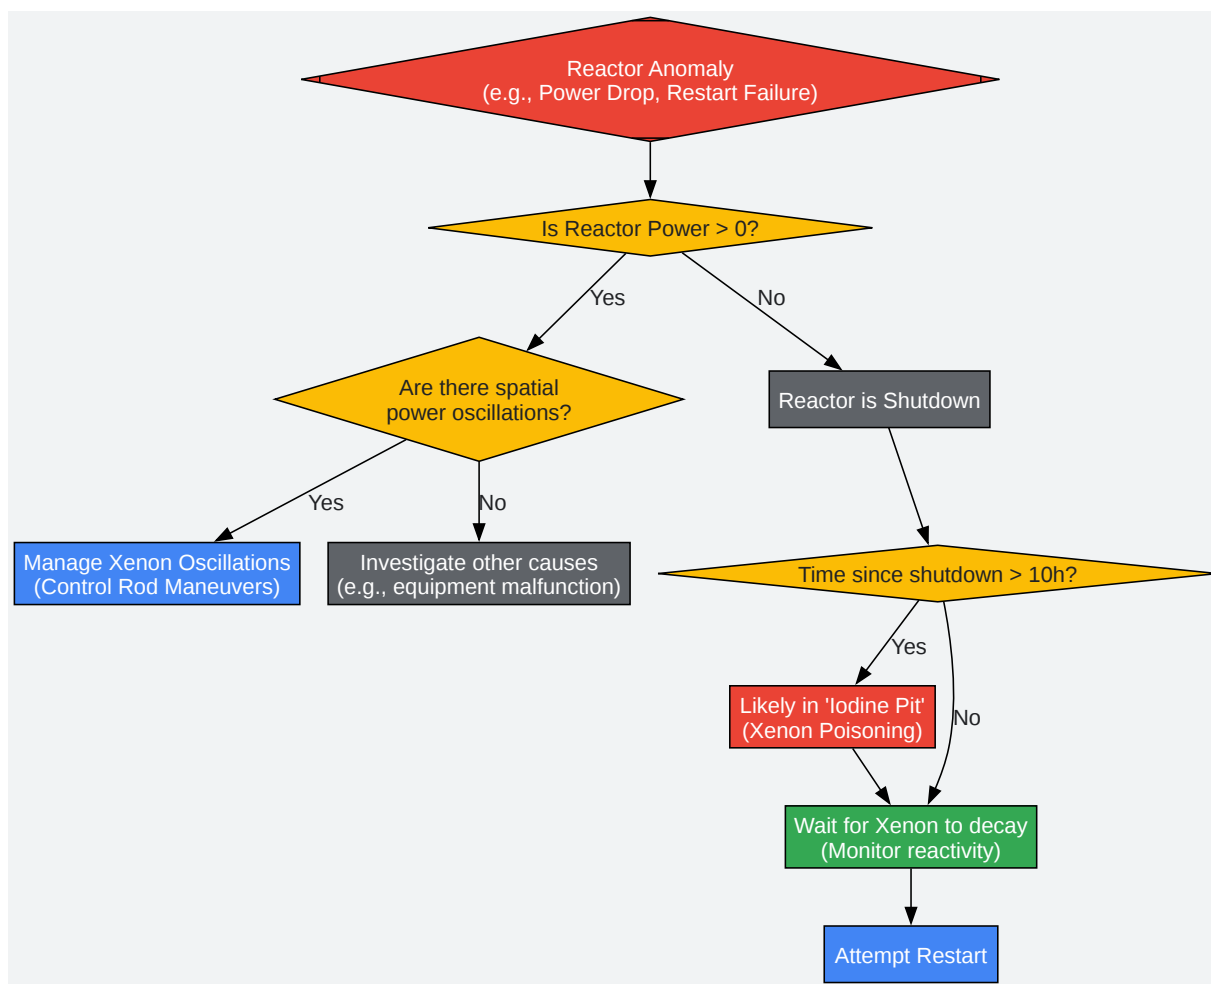 Reactor Anomaly
(e.g., Power Drop, Restart Failure)
Is Reactor Power > 0?
Yes
No
Are there spatial
power oscillations?
Reactor is Shutdown
Yes
No
Manage Xenon Oscillations
(Control Rod Maneuvers)
Investigate other causes
(e.g., equipment malfunction)
Time since shutdown > 10h?
Yes
Likely in 'Iodine Pit'
(Xenon Poisoning)
No
Wait for Xenon to decay
(Monitor reactivity)
Attempt Restart